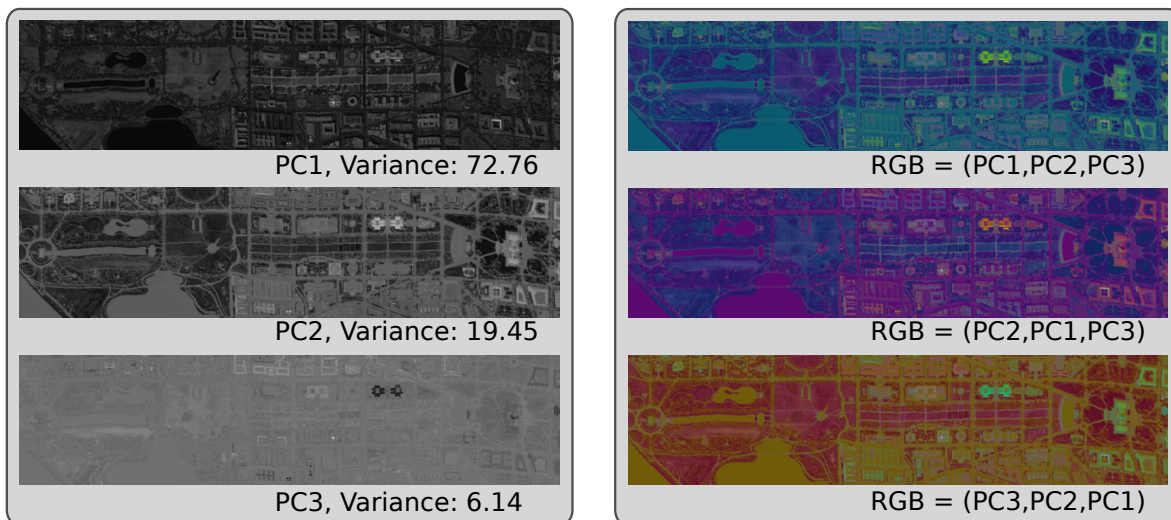 PC1, Variance: 72.76
PC2, Variance: 19.45
PC3, Variance: 6.14
RGB = (PC1,PC2,PC3)
RGB = (PC2,PC1,PC3)
RGB = (PC3,PC2,PC1)